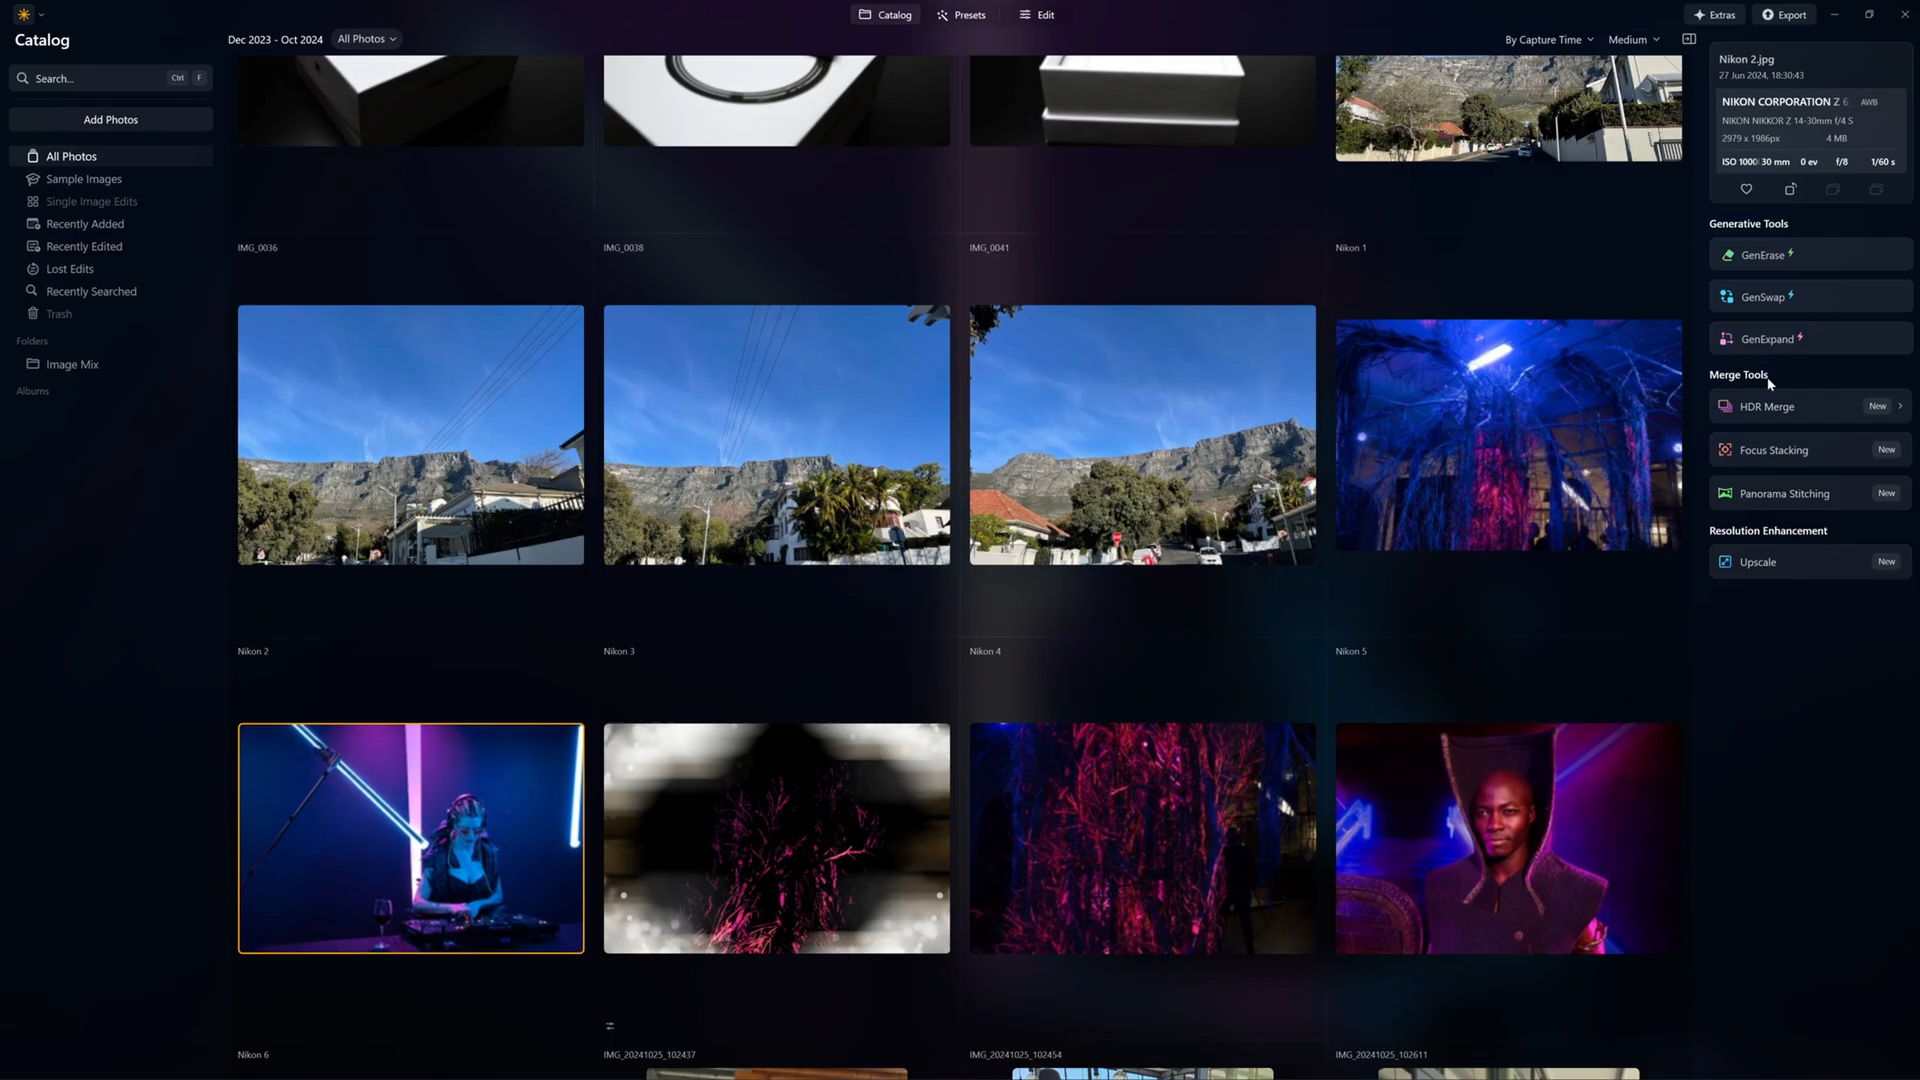 Catalog
Presets
Edit
Extras
Export
Catalog
Dec 2023 - Oct 2024
All Photos
By Capture Time
Medium
Search...
Ctrl
F
Add Photos
All Photos
Sample Images
Single Image Edits
Recently Added
Recently Edited
Lost Edits
Recently Searched
Trash
Folders
Image Mix
Albums
IMG_0036
IMG_0038
IMG_0041
Nikon 1
Nikon 2
Nikon 3
Nikon 4
Nikon 5
Nikon 6
IMG_20241025_102437
IMG_20241025_102454
IMG_20241025_102611
Nikon 2.jpg
27 Jun 2024, 18:30:43
NIKON CORPORATION Z 6 AWB
NIKON NIKKOR Z 14-30mm f/4 S
2979 x 1986px 4 MB
ISO 1000 30 mm 0 ev f/8 1/60 s
Generative Tools
GenErase
GenSwap
GenExpand
Merge Tools
HDR Merge New
Focus Stacking New
Panorama Stitching New
Resolution Enhancement
Upscale New